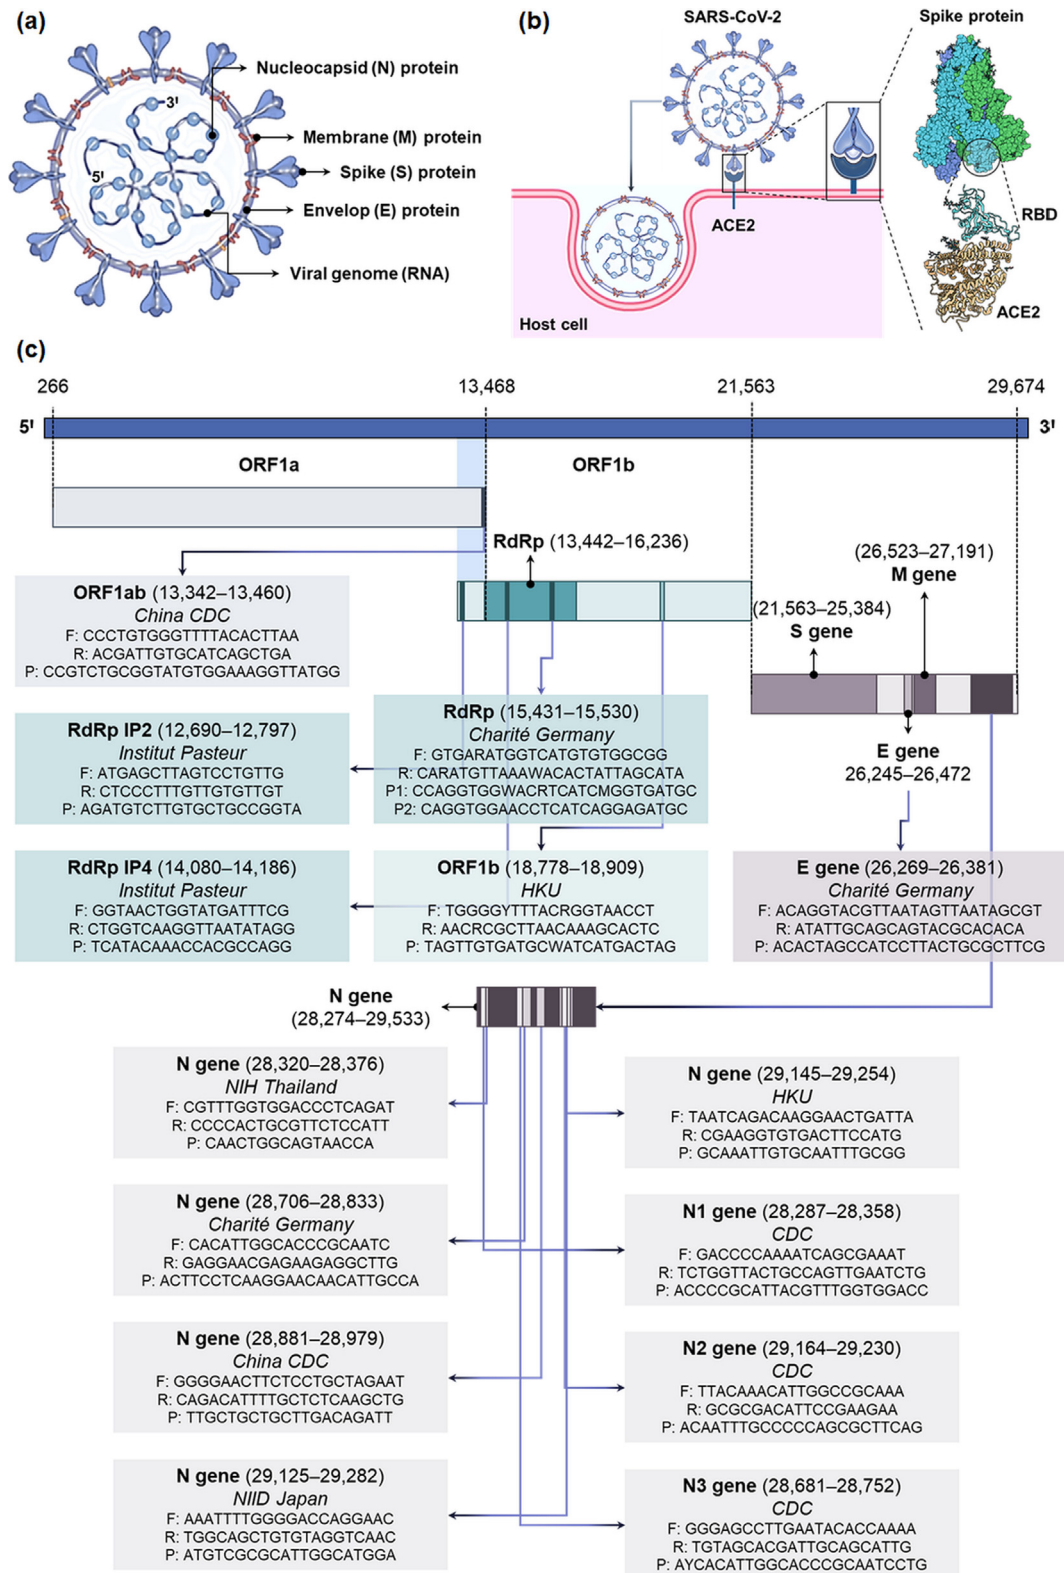 (a)
Nucleocapsid (N) protein
3'
Membrane (M) protein
5'
Spike (S) protein
Envelop (E) protein
Viral genome (RNA)
(b)
SARS-CoV-2
Spike protein
ACE2
RBD
ACE2
Host cell
(c)
266
13,468
21,563
29,674
5'
3'
ORF1a
ORF1b
RdRp (13,442–16,236)
(26,523–27,191)
M gene
(21,563–25,384)
S gene
ORF1ab (13,342–13,460)
China CDC
F: CCCTGTGGGTTTTACACTTAA
R: ACGATTGTGCATCAGCTGA
P: CCGTCTGCGGTATGTGGAAAGGTTATGG
RdRp IP2 (12,690–12,797)
Institut Pasteur
F: ATGAGCTTAGTCCTGTTG
R: CTCCCTTTGTTGTGTTGT
P: AGATGTCTTGTGCTGCCGGTA
RdRp (15,431–15,530)
Charité Germany
F: GTGARATGGTCATGTGTGGCGG
R: CARATGTTAAAWACACTATTAGCATA
P1: CCAGGTGGWACRTCATCMGGTGATGC
P2: CAGGTGGAACCTCATCAGGAGATGC
E gene
26,245–26,472
RdRp IP4 (14,080–14,186)
Institut Pasteur
F: GGTAACTGGTATGATTTCG
R: CTGGTCAAGGTTAATATAGG
P: TCATACAAACCACGCCAGG
ORF1b (18,778–18,909)
HKU
F: TGGGGYTTTACRGGTAACCT
R: AACRCGCTTAACAAAGCACTC
P: TAGTTGTGATGCWATCATGACTAG
E gene (26,269–26,381)
Charité Germany
F: ACAGGTACGTTAATAGTTAATAGCGT
R: ATATTGCAGCAGTACGCACACA
P: ACACTAGCCATCCTTACTGCGCTTCG
N gene
(28,274–29,533)
N gene (28,320–28,376)
NIH Thailand
F: CGTTTGGTGGACCCTCAGAT
R: CCCCACTGCGTTCTCCATT
P: CAACTGGCAGTAACCA
N gene (29,145–29,254)
HKU
F: TAATCAGACAAGGAACTGATTA
R: CGAAGGTGTGACTTCCATG
P: GCAAATTGTGCAATTTGCGG
N gene (28,706–28,833)
Charité Germany
F: CACATTGGCACCCGCAATC
R: GAGGAACGAGAAGAGGCTTG
P: ACTTCCTCAAGGAACAACATTGCCA
N1 gene (28,287–28,358)
CDC
F: GACCCCAAAATCAGCGAAAT
R: TCTGGTTACTGCCAGTTGAATCTG
P: ACCCCGCATTACGTTTGGTGGACC
N gene (28,881–28,979)
China CDC
F: GGGGAACTTCTCCTGCTAGAAT
R: CAGACATTTTGCTCTCAAGCTG
P: TTGCTGCTGCTTGACAGATT
N2 gene (29,164–29,230)
CDC
F: TTACAAACATTGGCCGCAAA
R: GCGCGACATTCCGAAGAA
P: ACAATTTGCCCCCAGCGCTTCAG
N gene (29,125–29,282)
NIID Japan
F: AAATTTTGGGGACCAGGAAC
R: TGGCAGCTGTGTAGGTCAAC
P: ATGTCGCGCATTGGCATGGA
N3 gene (28,681–28,752)
CDC
F: GGGAGCCTTGAATACACCAAAA
R: TGTAGCACGATTGCAGCATTG
P: AYCACATTGGCACCCGCAATCCTG